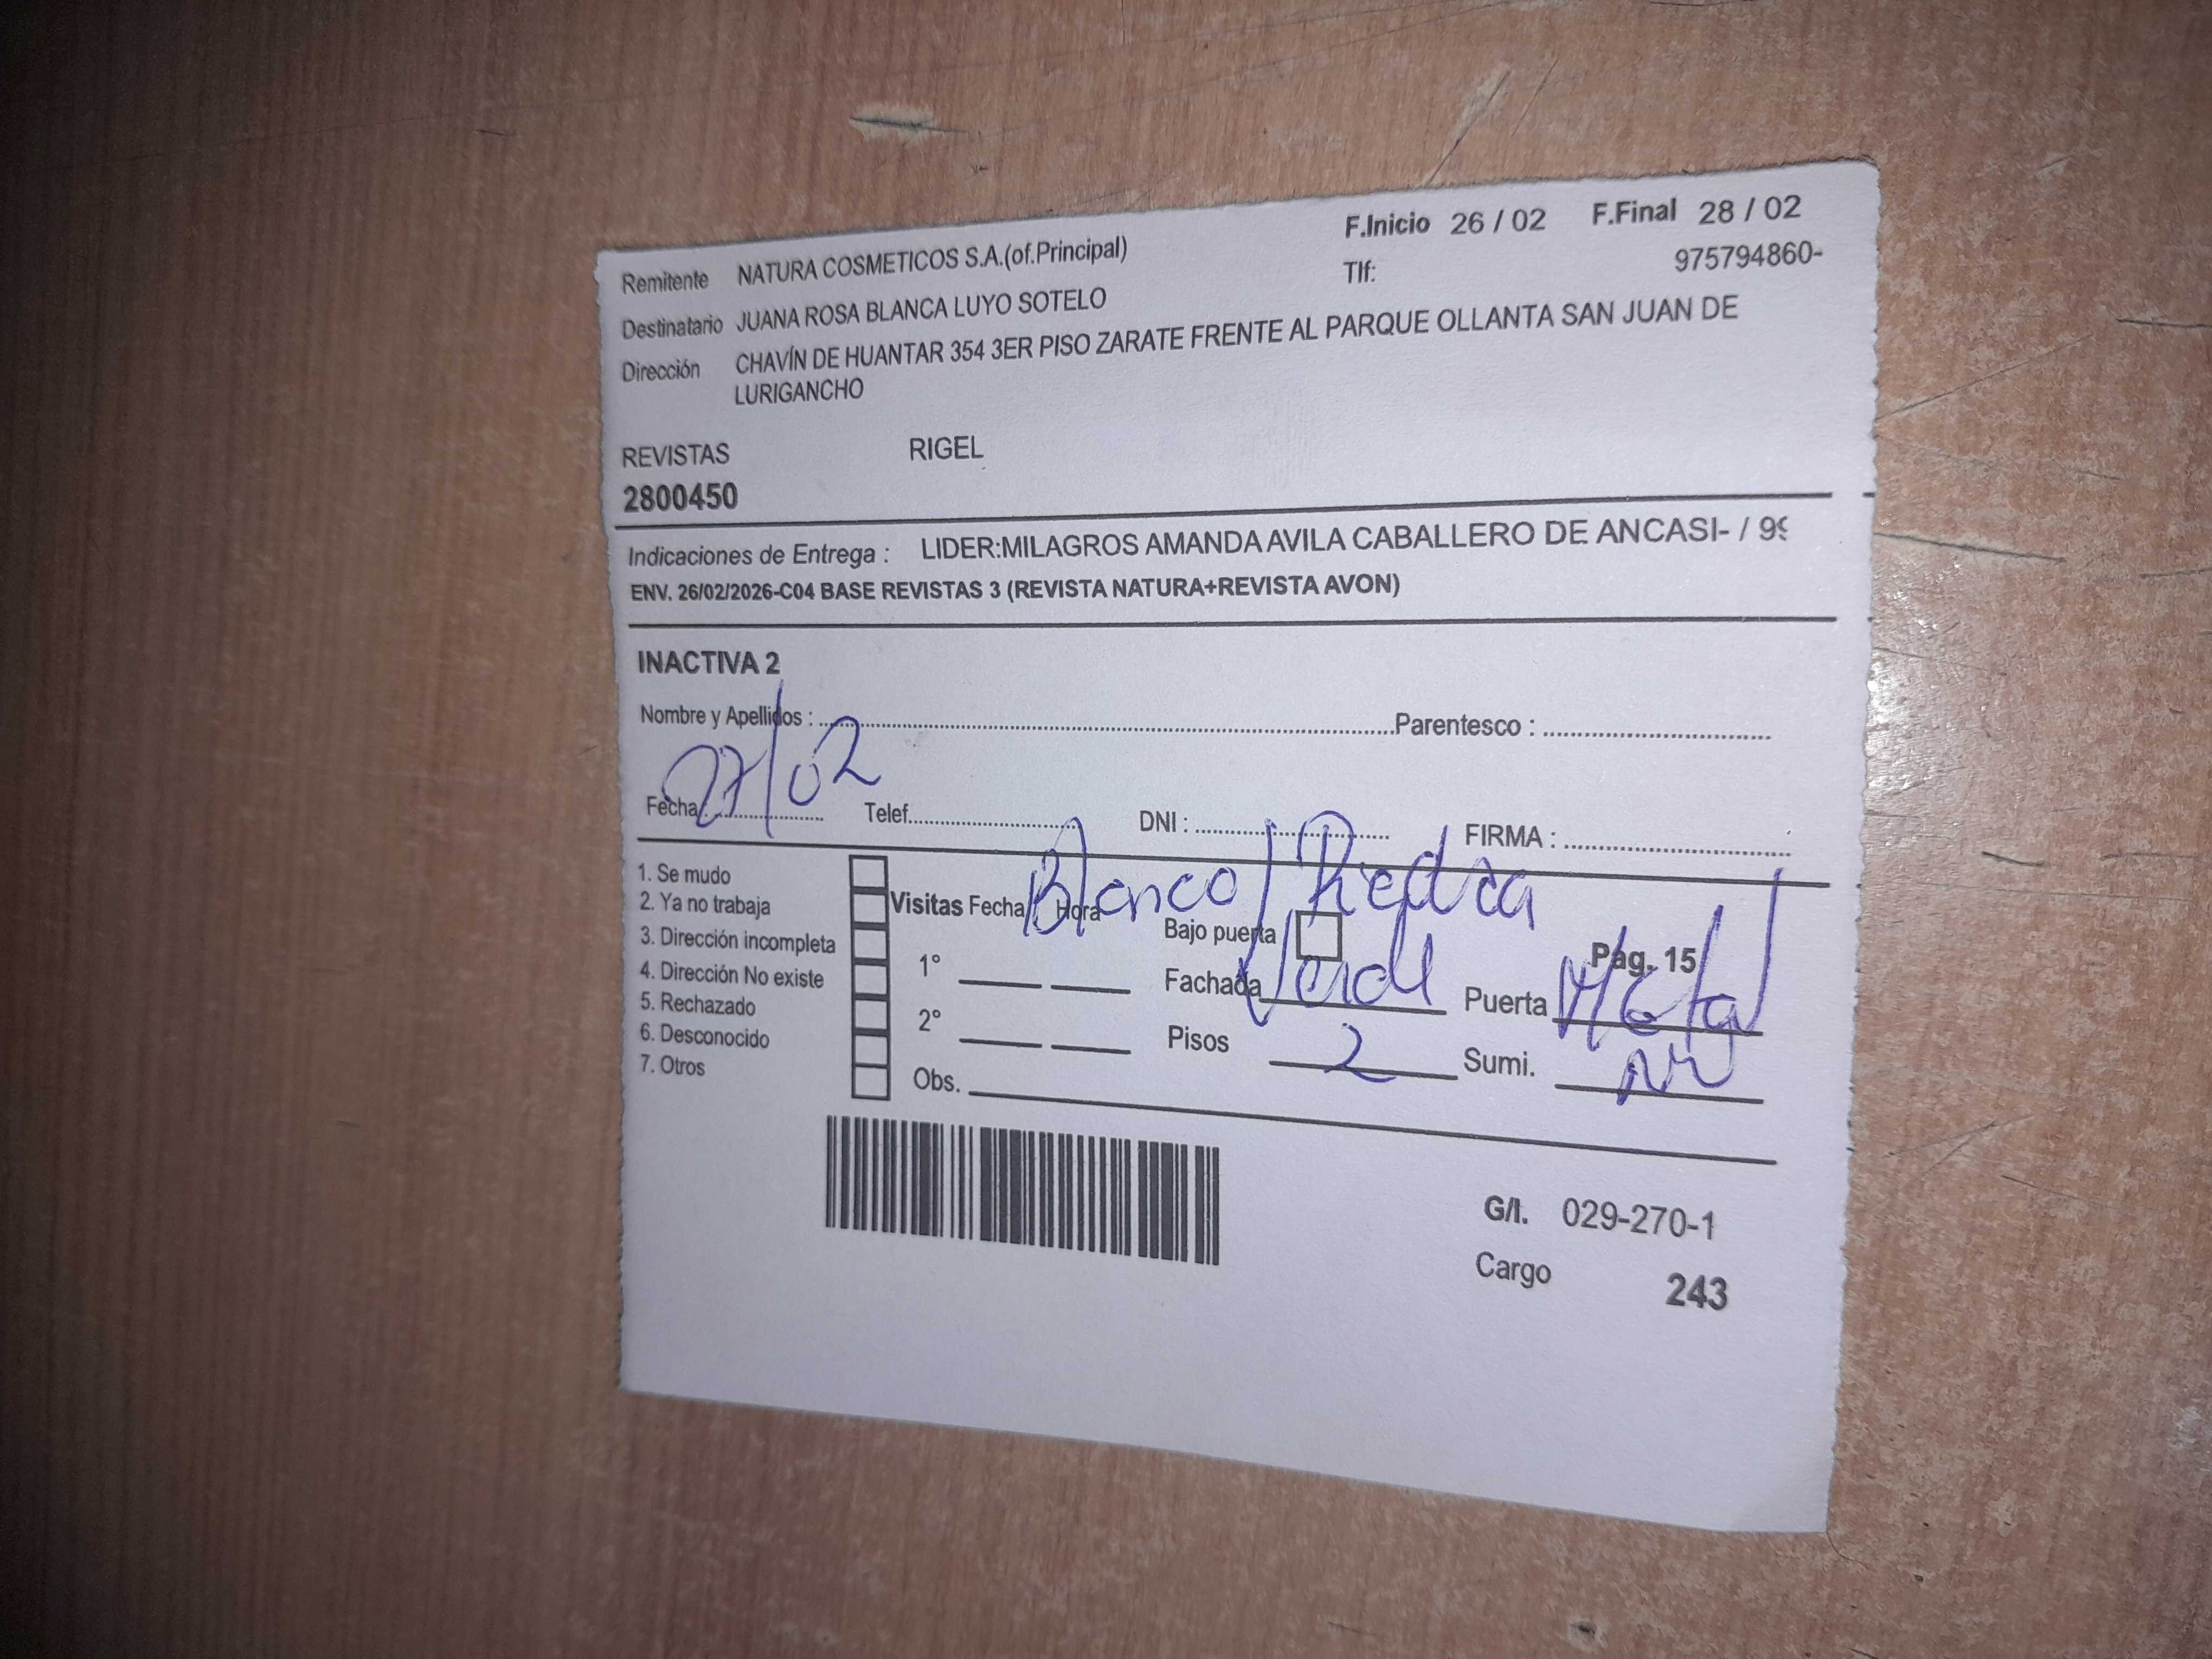 F.Inicio 26 / 02 F.Final 28 / 02
Remitente NATURA COSMETICOS S.A.(of.Principal) Tlf: 975794860-
Destinatario JUANA ROSA BLANCA LUYO SOTELO
Dirección CHAVÍN DE HUANTAR 354 3ER PISO ZARATE FRENTE AL PARQUE OLLANTA SAN JUAN DE
LURIGANCHO
REVISTAS RIGEL
2800450
Indicaciones de Entrega : LIDER:MILAGROS AMANDA AVILA CABALLERO DE ANCASI- / 99
ENV. 26/02/2026-C04 BASE REVISTAS 3 (REVISTA NATURA+REVISTA AVON)
INACTIVA 2
Nombre y Apellidos : Parentesco :
Fecha: 27/02 Telef. DNI : FIRMA :
Blanco/Piedra
1. Se mudo
2. Ya no trabaja Visitas Fecha / Hora Bajo puerta
3. Dirección incompleta Pág. 15
4. Dirección No existe 1° Fachada Verde Puerta Metal
5. Rechazado
6. Desconocido 2° Pisos 2 Sumi.
7. Otros Obs.
G/I. 029-270-1
Cargo 243